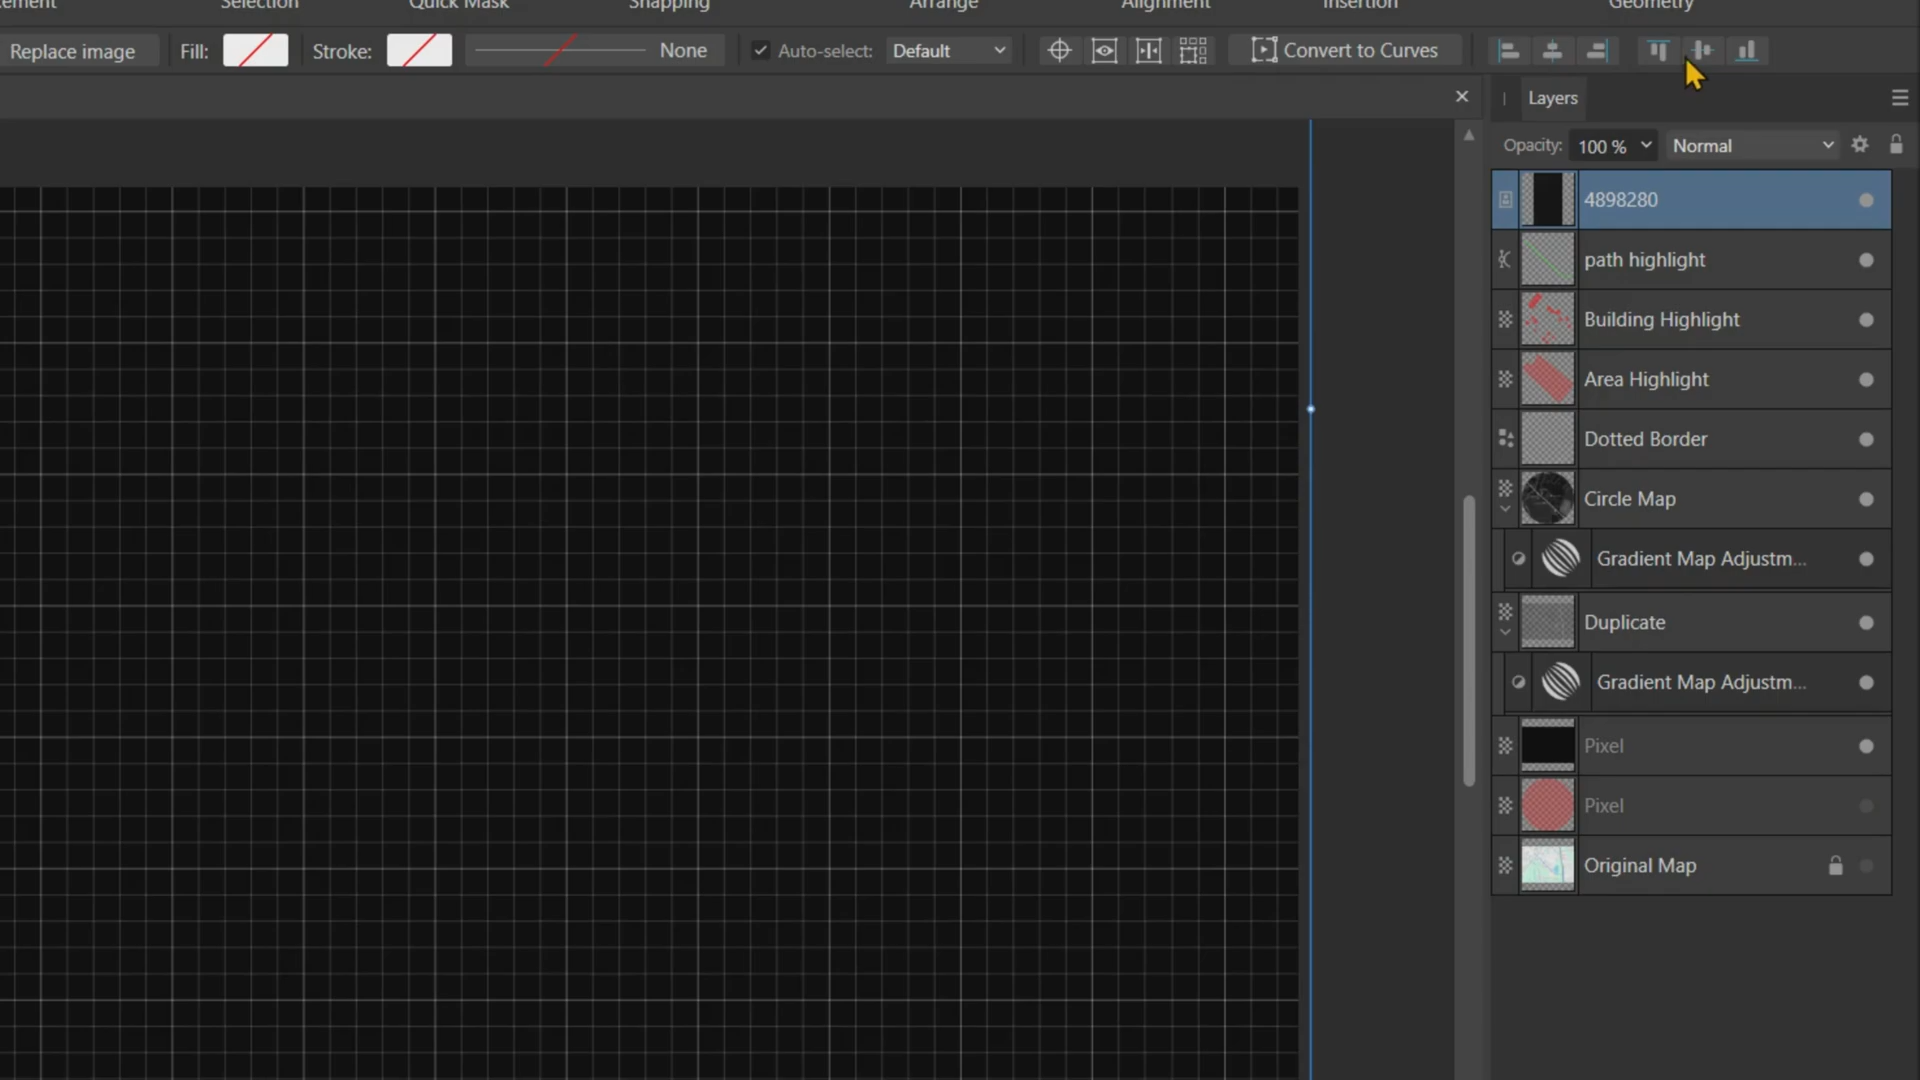 Selection
Quick Mask
Snapping
Arrange
Alignment
Insertion
Geometry
Replace image
Fill:
Stroke:
None
Auto-select:
Default
Convert to Curves
Layers
Opacity:
100 %
Normal
4898280
path highlight
Building Highlight
Area Highlight
Dotted Border
Circle Map
Gradient Map Adjustm...
Duplicate
Gradient Map Adjustm...
Pixel
Pixel
Original Map